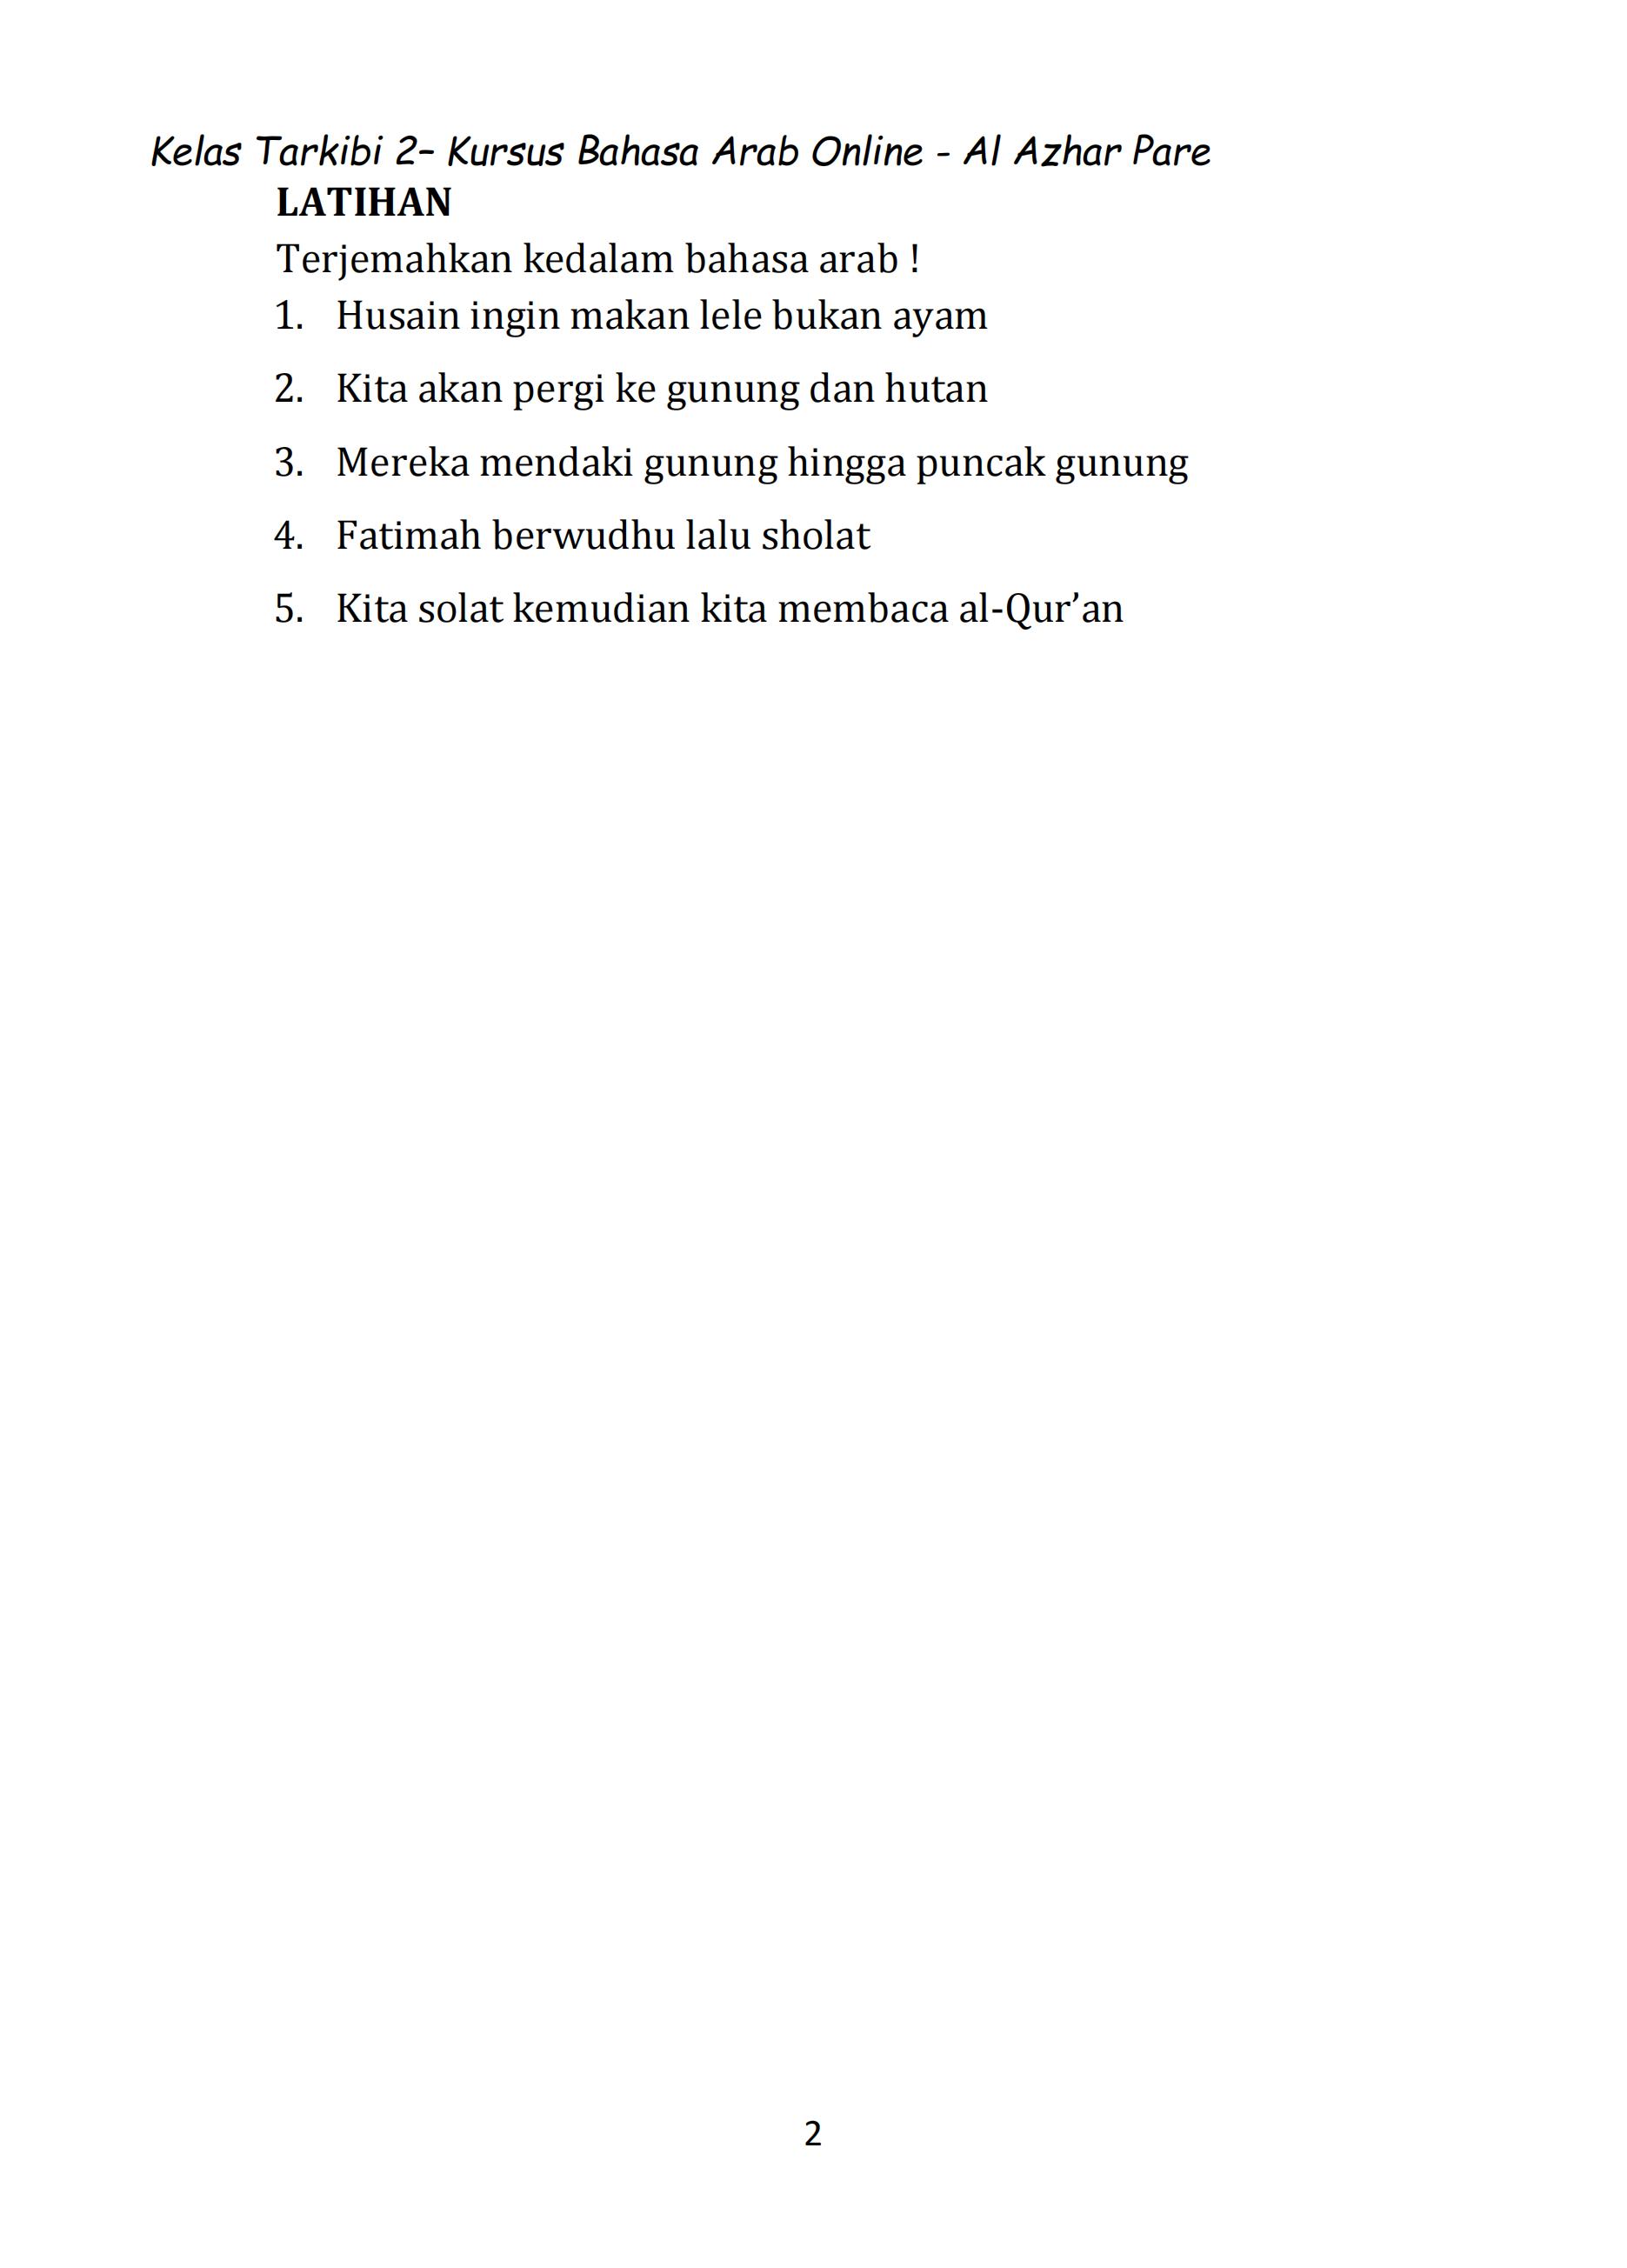 Kelas Tarkibi 2– Kursus Bahasa Arab Online - Al Azhar Pare
LATIHAN
Terjemahkan kedalam bahasa arab !
1. Husain ingin makan lele bukan ayam
2. Kita akan pergi ke gunung dan hutan
3. Mereka mendaki gunung hingga puncak gunung
4. Fatimah berwudhu lalu sholat
5. Kita solat kemudian kita membaca al-Qur’an
2